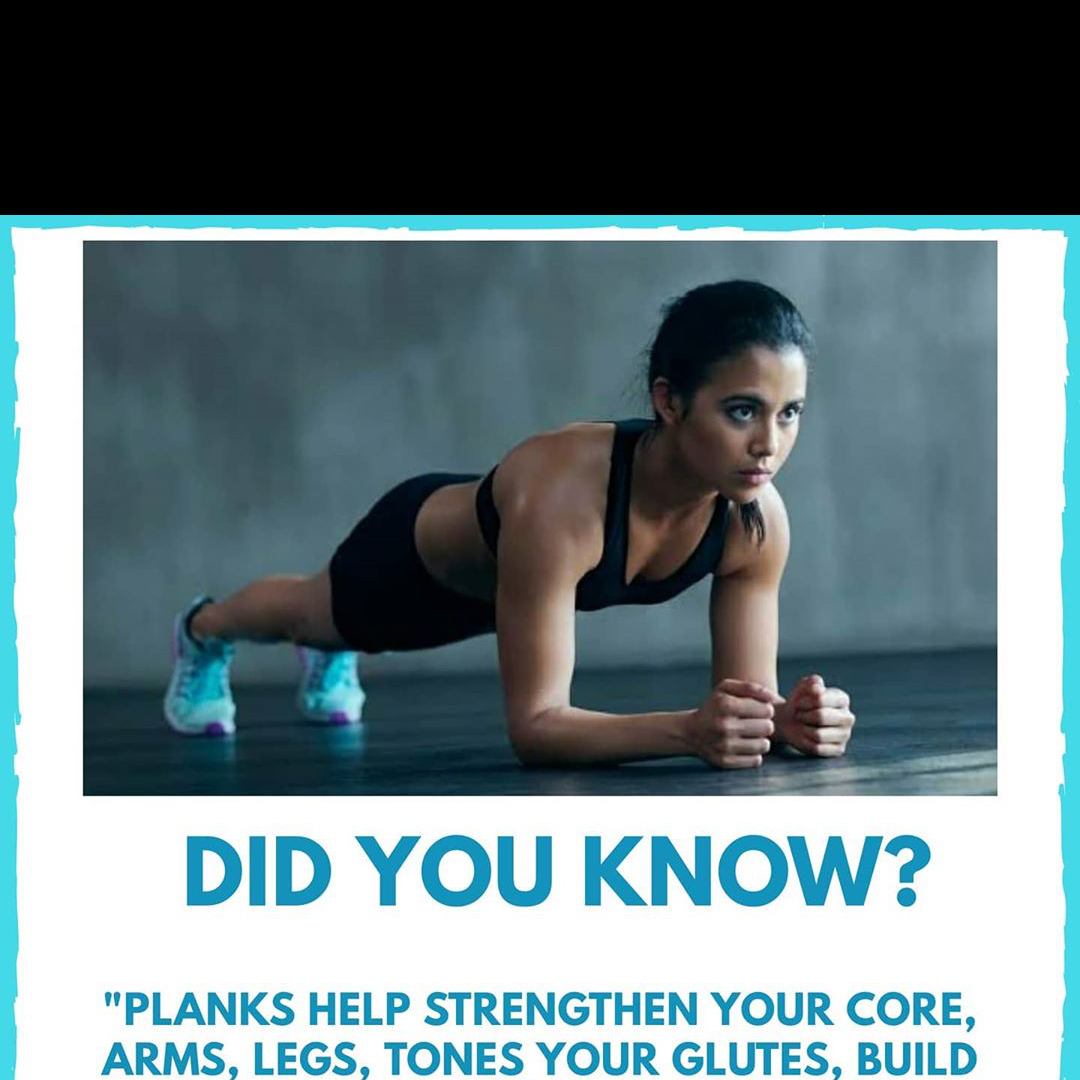 DID YOU KNOW?
"PLANKS HELP STRENGTHEN YOUR CORE,
ARMS, LEGS, TONES YOUR GLUTES, BUILD